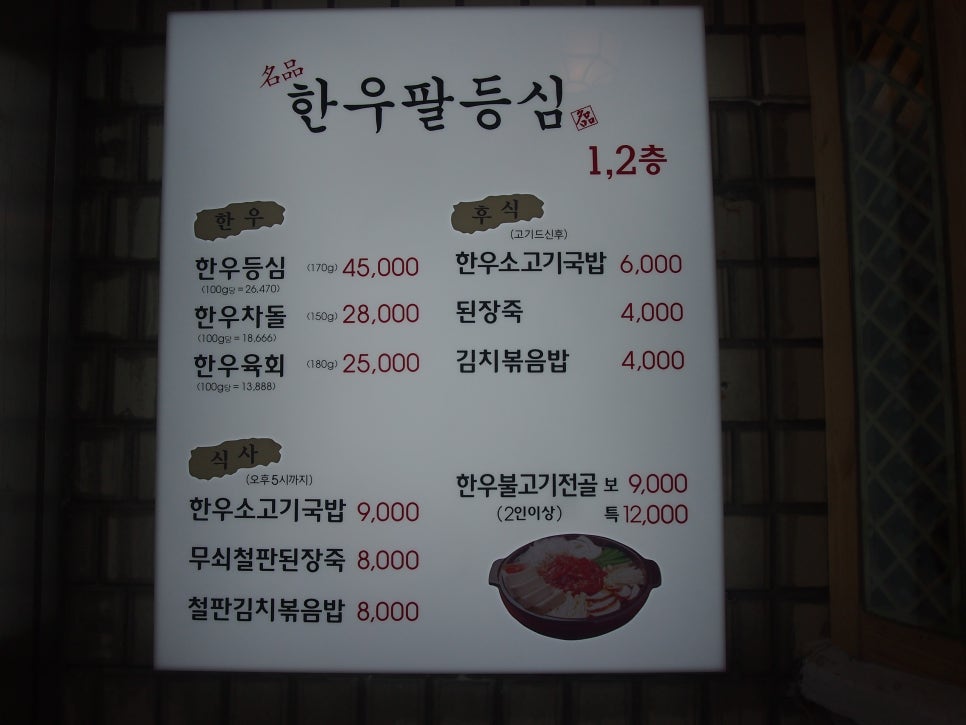 名品
한우팔등심
名品
1,2층
한우
한우등심 (170g) 45,000
(100g당 = 26,470)
한우차돌 (150g) 28,000
(100g당 = 18,666)
한우육회 (180g) 25,000
(100g당 = 13,888)
후식
(고기드신후)
한우소고기국밥 6,000
된장죽 4,000
김치볶음밥 4,000
식사
(오후5시까지)
한우소고기국밥 9,000
무쇠철판된장죽 8,000
철판김치볶음밥 8,000
한우불고기전골 보 9,000
(2인이상) 특 12,000